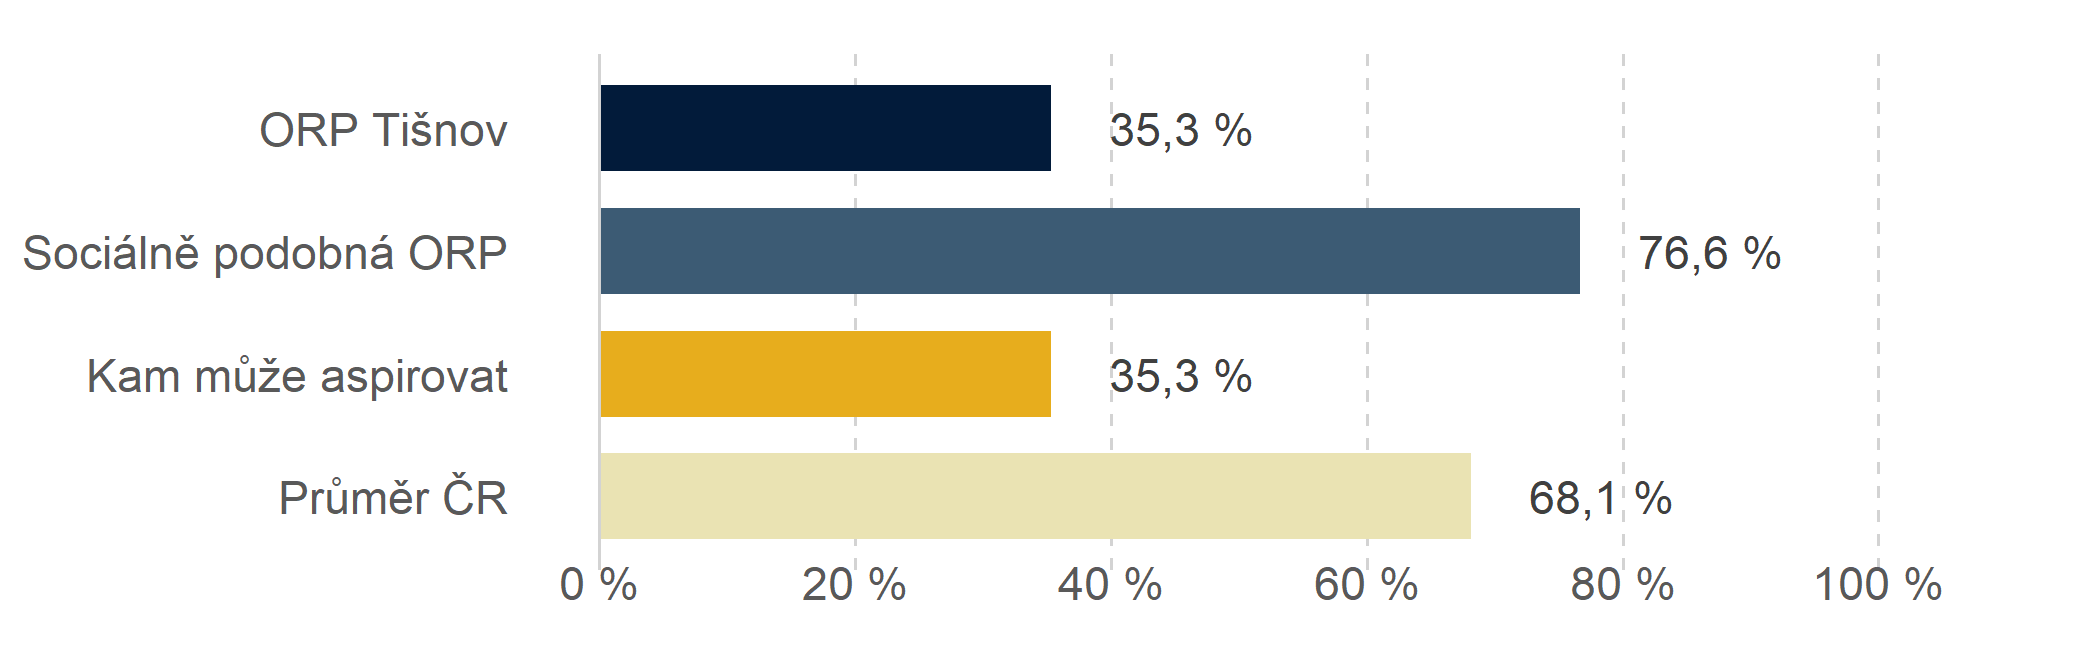 ORP Tišnov
35,3 %
Sociálně podobná ORP
76,6 %
Kam může aspirovat
35,3 %
Průměr ČR
68,1 %
0 % 20 % 40 % 60 % 80 % 100 %